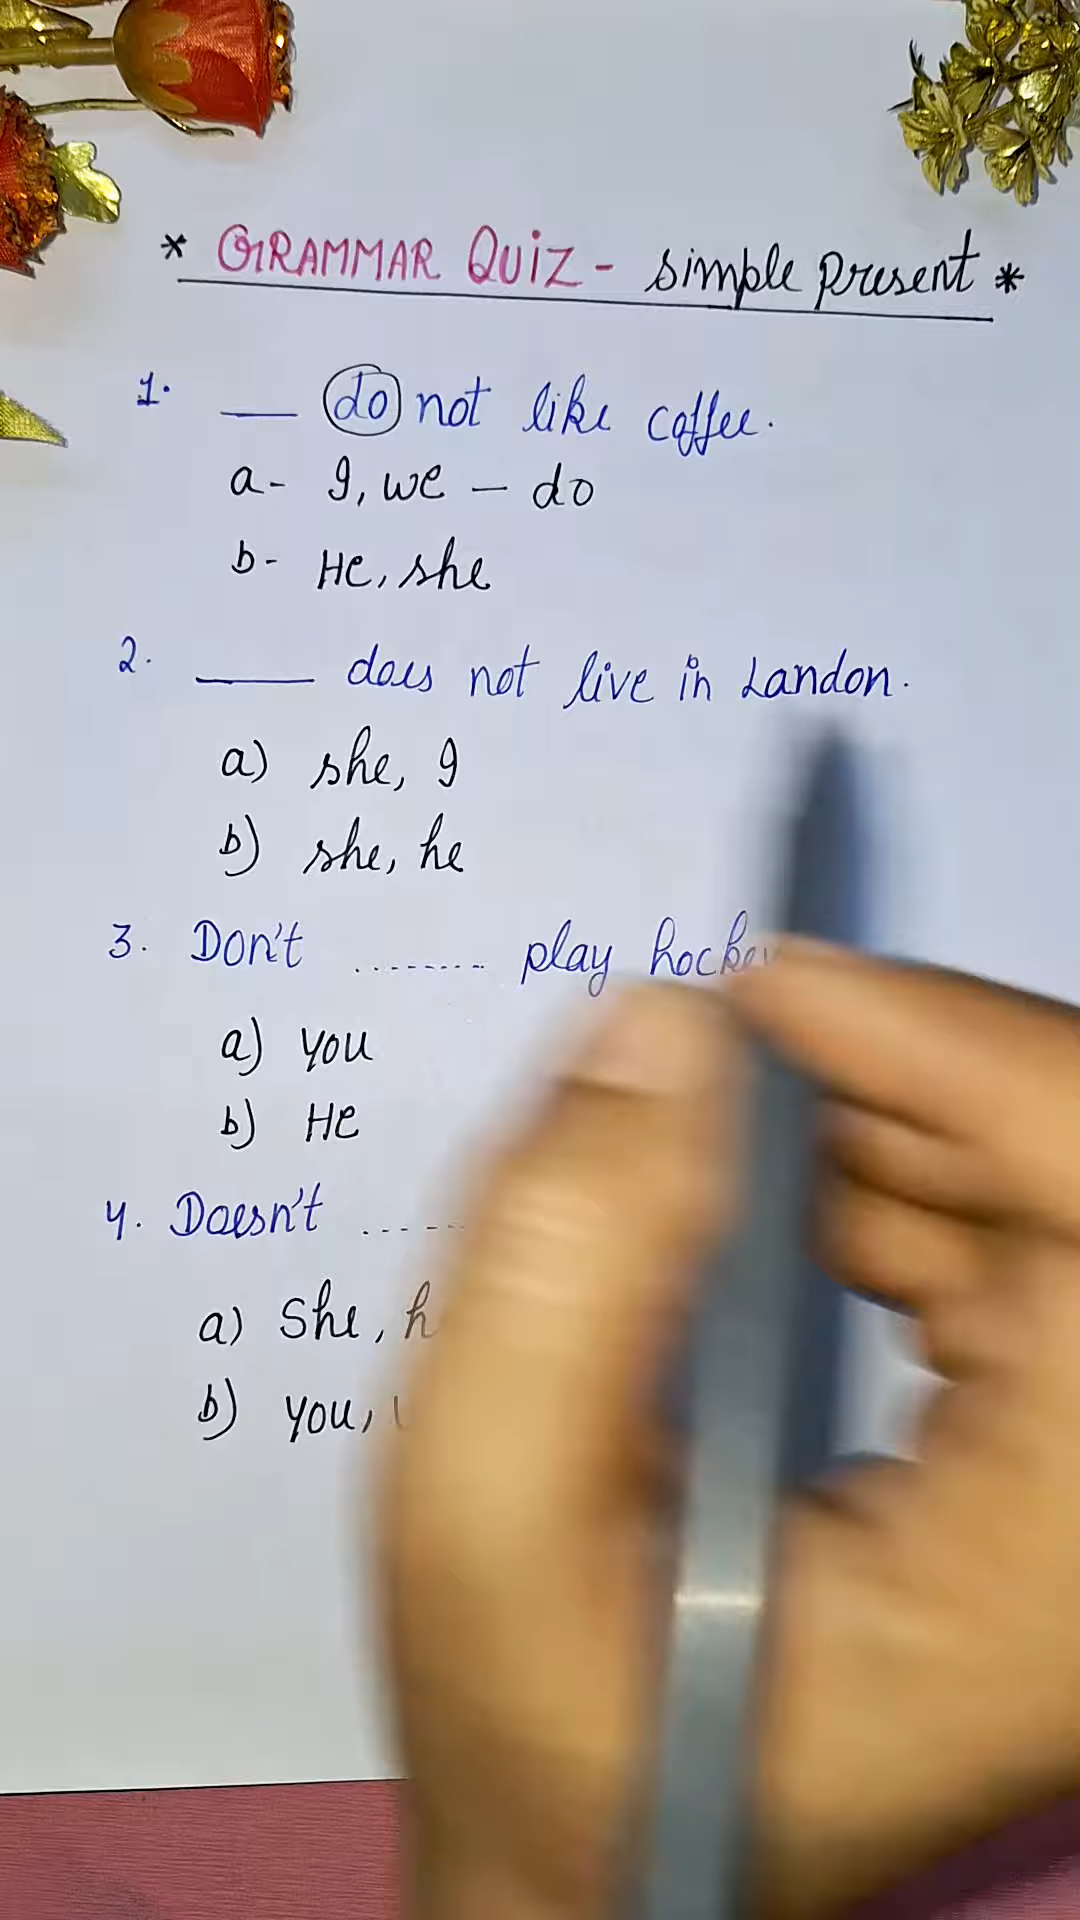 * GRAMMAR QUiZ - simple present *
1. ___ do not like coffee.
a- I, we - do
b- He, she
2. ___ does not live in Landon.
a) she, I
b) she, he
3. Don't ........ play
a) you
b) He
4. Doesn't .....
a) She,
b) you,